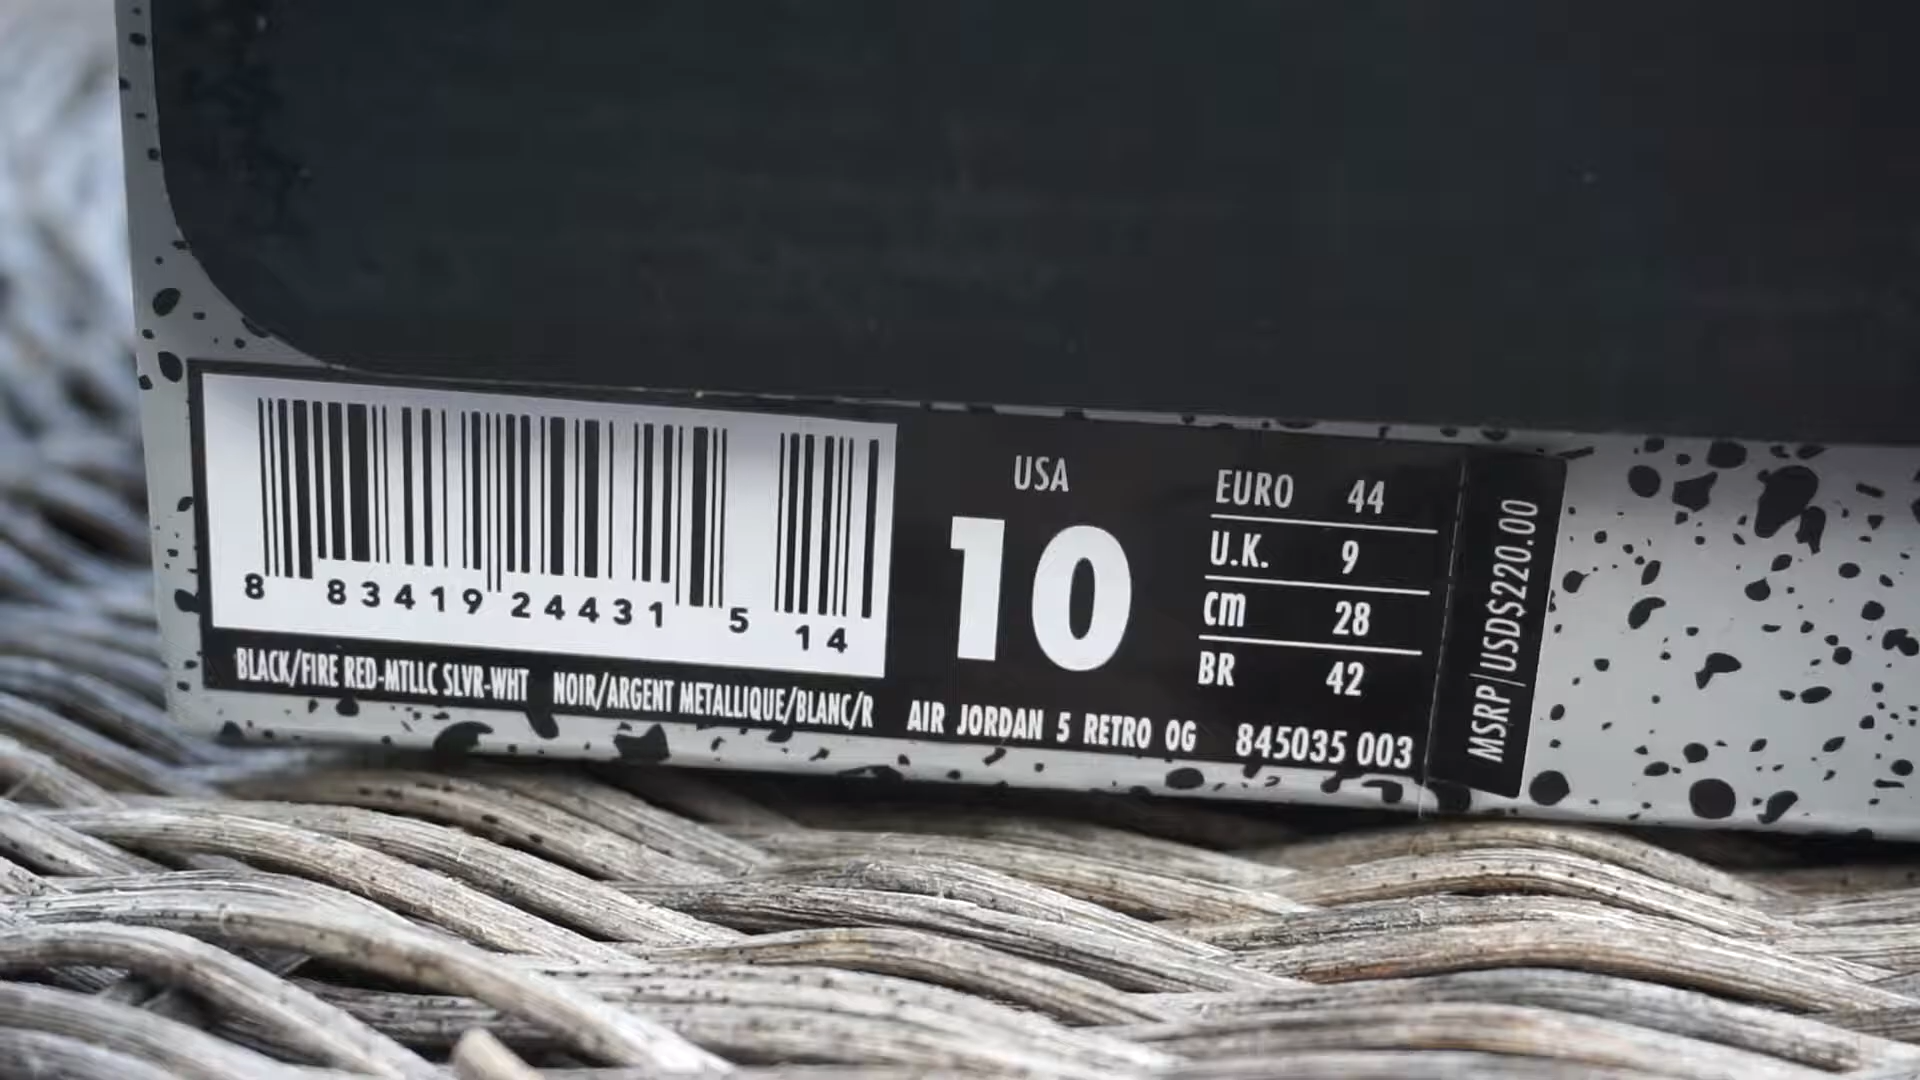 8 83419 24431 5 14
BLACK/FIRE RED-MTLLC SLVR-WHT NOIR/ARGENT METALLIQUE/BLANC/R
USA
10
EURO 44
U.K. 9
cm 28
BR 42
AIR JORDAN 5 RETRO OG 845035 003
MSRP|USD$220.00